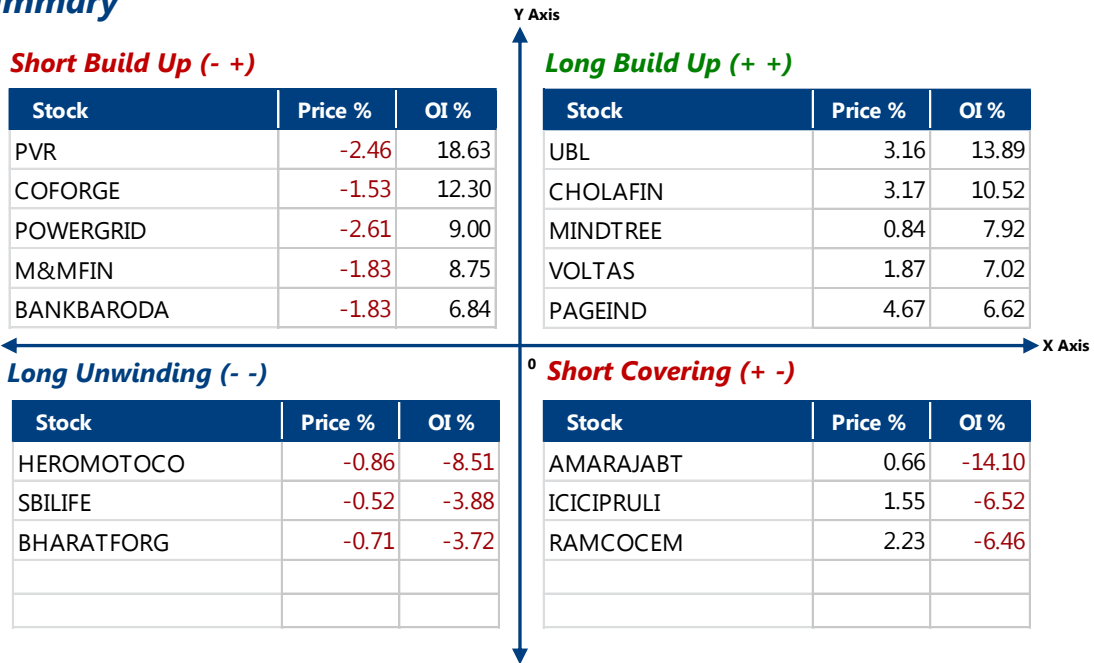 Y Axis
Short Build Up (- +)
Stock Price % OI %
PVR -2.46 18.63
COFORGE -1.53 12.30
POWERGRID -2.61 9.00
M&MFIN -1.83 8.75
BANKBARODA -1.83 6.84
Long Build Up (+ +)
Stock Price % OI %
UBL 3.16 13.89
CHOLAFIN 3.17 10.52
MINDTREE 0.84 7.92
VOLTAS 1.87 7.02
PAGEIND 4.67 6.62
X Axis
0
Long Unwinding (- -)
Stock Price % OI %
HEROMOTOCO -0.86 -8.51
SBILIFE -0.52 -3.88
BHARATFORG -0.71 -3.72
Short Covering (+ -)
Stock Price % OI %
AMARAJABT 0.66 -14.10
ICICIPRULI 1.55 -6.52
RAMCOCEM 2.23 -6.46